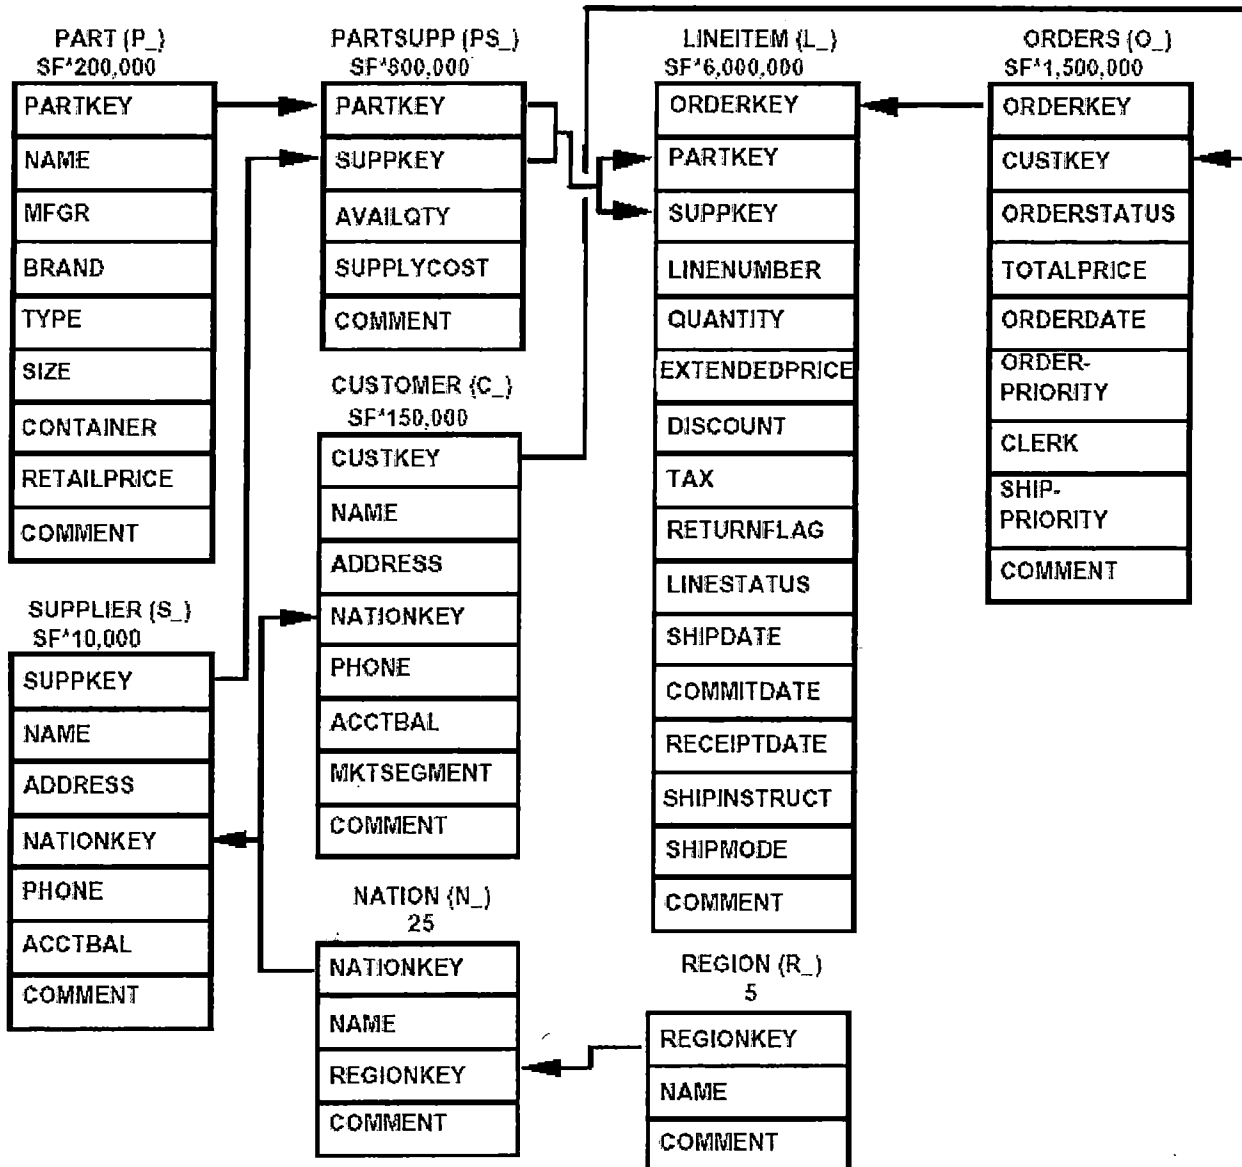 PART (P_)
SF*200,000
PARTKEY
NAME
MFGR
BRAND
TYPE
SIZE
CONTAINER
RETAILPRICE
COMMENT
SUPPLIER (S_)
SF*10,000
SUPPKEY
NAME
ADDRESS
NATIONKEY
PHONE
ACCTBAL
COMMENT
PARTSUPP (PS_)
SF*800,000
PARTKEY
SUPPKEY
AVAILQTY
SUPPLYCOST
COMMENT
CUSTOMER (C_)
SF*150,000
CUSTKEY
NAME
ADDRESS
NATIONKEY
PHONE
ACCTBAL
MKTSEGMENT
COMMENT
NATION (N_)
25
NATIONKEY
NAME
REGIONKEY
COMMENT
LINEITEM (L_)
SF*6,000,000
ORDERKEY
PARTKEY
SUPPKEY
LINENUMBER
QUANTITY
EXTENDEDPRICE
DISCOUNT
TAX
RETURNFLAG
LINESTATUS
SHIPDATE
COMMITDATE
RECEIPTDATE
SHIPINSTRUCT
SHIPMODE
COMMENT
REGION (R_)
5
REGIONKEY
NAME
COMMENT
ORDERS (O_)
SF*1,500,000
ORDERKEY
CUSTKEY
ORDERSTATUS
TOTALPRICE
ORDERDATE
ORDER-
PRIORITY
CLERK
SHIP-
PRIORITY
COMMENT